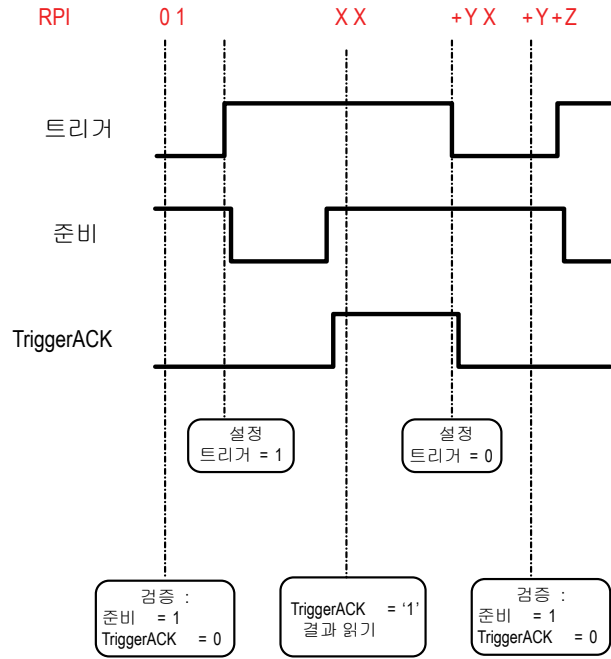 RPI 0 1 X X +Y X +Y+Z
트리거
준비
TriggerACK
설정
트리거 = 1
설정
트리거 = 0
검증 :
준비 = 1
TriggerACK = 0
TriggerACK = ‘1’
결과 읽기
검증 :
준비 = 1
TriggerACK = 0